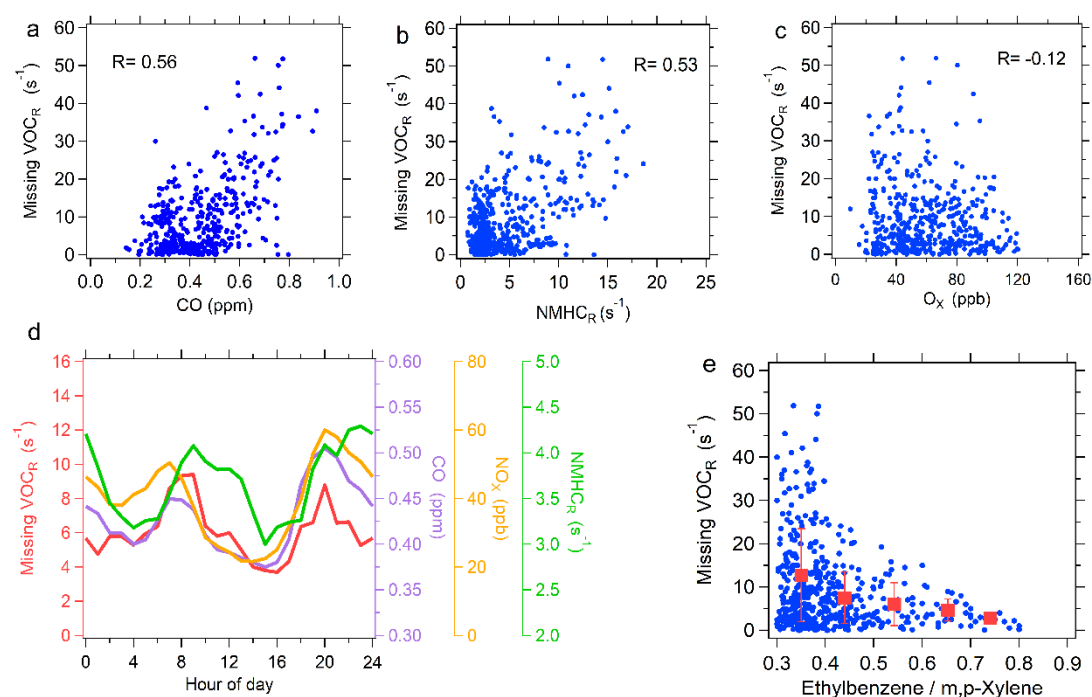 a
R= 0.56
Missing VOC_R (s⁻¹)
60
50
40
30
20
10
0
0.0 0.2 0.4 0.6 0.8 1.0
CO (ppm)
b
R= 0.53
Missing VOC_R (s⁻¹)
60
50
40
30
20
10
0
0 5 10 15 20 25
NMHC_R (s⁻¹)
c
R= -0.12
Missing VOC_R (s⁻¹)
60
50
40
30
20
10
0
0 40 80 120 160
O_X (ppb)
d
Missing VOC_R (s⁻¹)
16
14
12
10
8
6
4
2
0
0 4 8 12 16 20 24
Hour of day
0.60
0.55
0.50
0.45
0.40
0.35
0.30
CO (ppm)
80
60
40
20
0
NO_X (ppb)
5.0
4.5
4.0
3.5
3.0
2.5
2.0
NMHC_R (s⁻¹)
e
Missing VOC_R (s⁻¹)
60
50
40
30
20
10
0
0.3 0.4 0.5 0.6 0.7 0.8 0.9
Ethylbenzene / m,p-Xylene